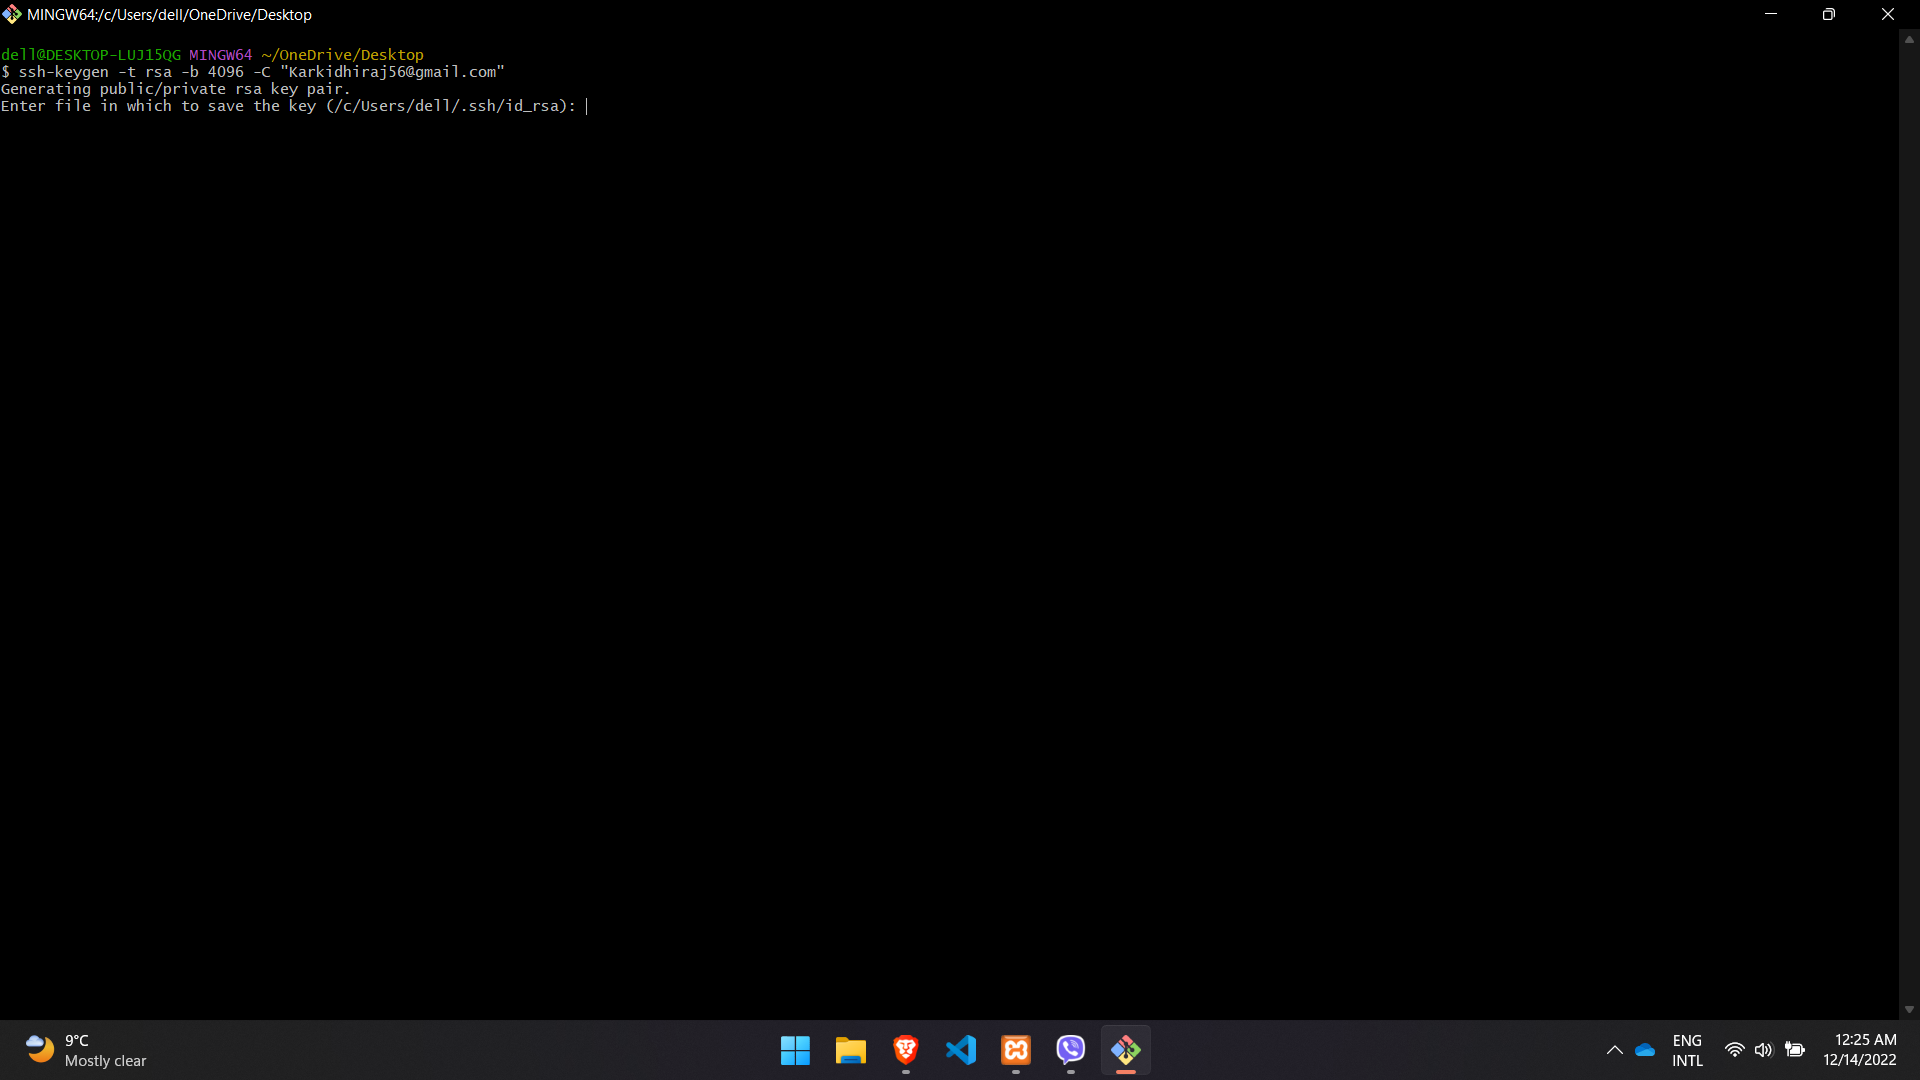 MINGW64:/c/Users/dell/OneDrive/Desktop
dell@DESKTOP-LUJ15QG MINGW64 ~/OneDrive/Desktop
$ ssh-keygen -t rsa -b 4096 -C "Karkidhiraj56@gmail.com"
Generating public/private rsa key pair.
Enter file in which to save the key (/c/Users/dell/.ssh/id_rsa):
9°C
Mostly clear
ENG
INTL
12:25 AM
12/14/2022